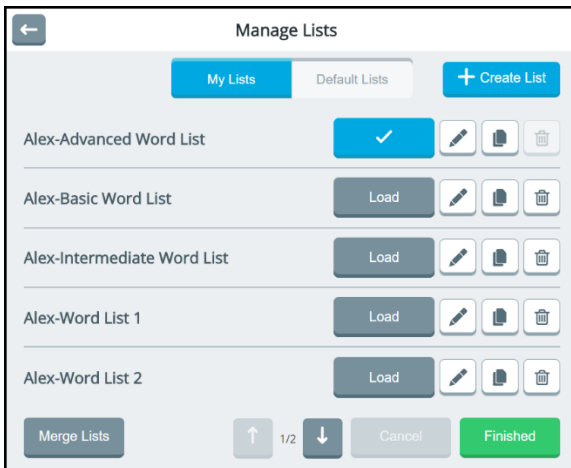 Manage Lists
My Lists Default Lists + Create List
Alex-Advanced Word List
Alex-Basic Word List Load
Alex-Intermediate Word List Load
Alex-Word List 1 Load
Alex-Word List 2 Load
Merge Lists 1/2 Cancel Finished